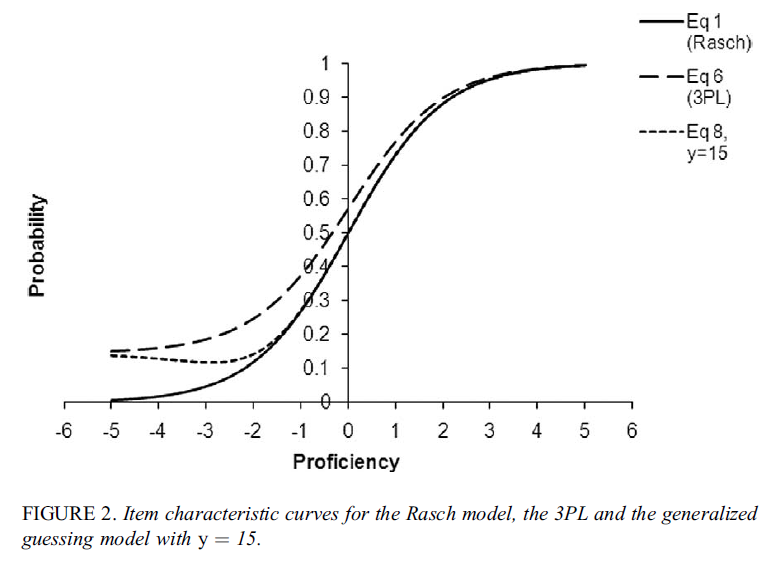 Eq 1
(Rasch)
Eq 6
(3PL)
Eq 8,
y=15
1
0.9
0.8
0.7
0.6
0.5
0.4
0.3
0.2
0.1
0
Probability
-6 -5 -4 -3 -2 -1 0 1 2 3 4 5 6
Proficiency
FIGURE 2. Item characteristic curves for the Rasch model, the 3PL and the generalized
guessing model with y = 15.